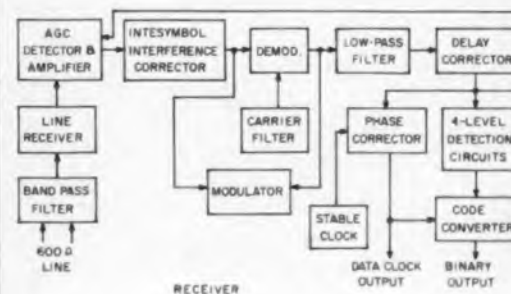 AGC
DETECTOR &
AMPLIFIER
INTESYMBOL
INTERFERENCE
CORRECTOR
DEMOD.
LOW-PASS
FILTER
DELAY
CORRECTOR
LINE
RECEIVER
CARRIER
FILTER
PHASE
CORRECTOR
4-LEVEL
DETECTION
CIRCUITS
BAND PASS
FILTER
MODULATOR
STABLE
CLOCK
CODE
CONVERTER
600 Ω
LINE
DATA CLOCK
OUTPUT
BINARY
OUTPUT
RECEIVER